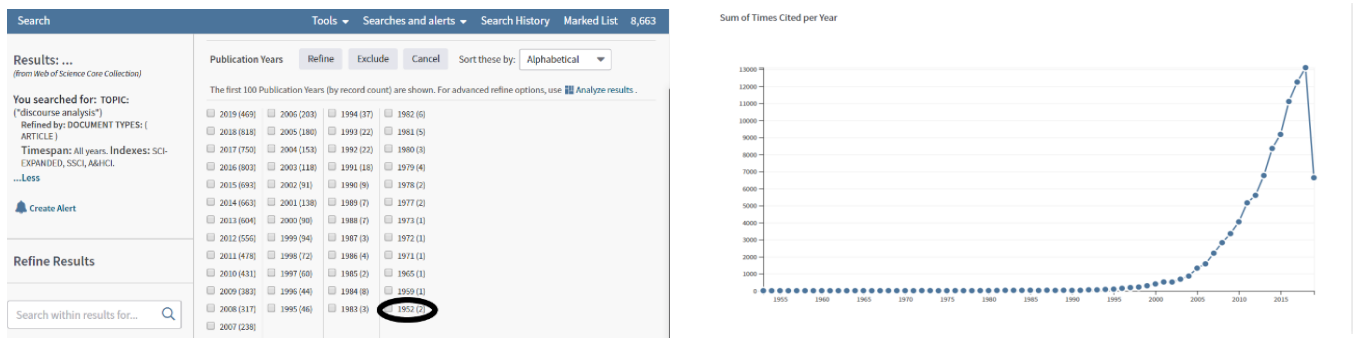 Search Tools Searches and alerts Search History Marked List 8,663
Results: ...
(from Web of Science Core Collection)
You searched for: TOPIC:
("discourse analysis")
Refined by: DOCUMENT TYPES: (
ARTICLE )
Timespan: All years. Indexes: SCI-
EXPANDED, SSCI, A&HCI.
...Less
Create Alert
Refine Results
Search within results for...
Publication Years Refine Exclude Cancel Sort these by: Alphabetical
The first 100 Publication Years (by record count) are shown. For advanced refine options, use Analyze results .
2019 (469) 2006 (203) 1994 (37) 1982 (6)
2018 (818) 2005 (180) 1993 (22) 1981 (5)
2017 (750) 2004 (153) 1992 (22) 1980 (3)
2016 (803) 2003 (118) 1991 (18) 1979 (4)
2015 (693) 2002 (91) 1990 (9) 1978 (2)
2014 (663) 2001 (138) 1989 (7) 1977 (2)
2013 (604) 2000 (90) 1988 (7) 1973 (1)
2012 (556) 1999 (94) 1987 (3) 1972 (1)
2011 (478) 1998 (72) 1986 (4) 1971 (1)
2010 (431) 1997 (60) 1985 (2) 1965 (1)
2009 (383) 1996 (44) 1984 (8) 1959 (1)
2008 (317) 1995 (46) 1983 (3) 1952 (2)
2007 (238)
Sum of Times Cited per Year
13000
12000
11000
10000
9000
8000
7000
6000
5000
4000
3000
2000
1000
0
1955 1960 1965 1970 1975 1980 1985 1990 1995 2000 2005 2010 2015